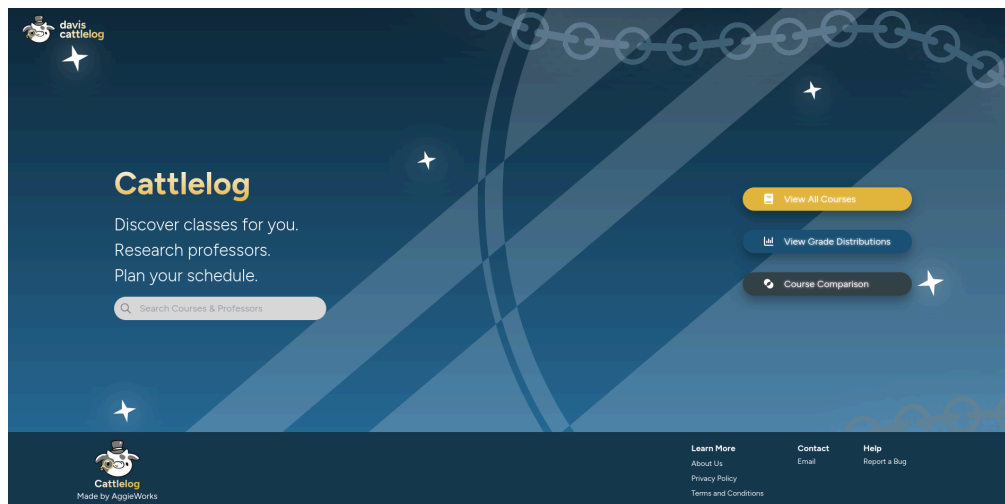 davis
cattlelog
Cattlelog
Discover classes for you.
Research professors.
Plan your schedule.
Search Courses & Professors
View All Courses
View Grade Distributions
Course Comparison
Cattlelog
Made by AggieWorks
Learn More
About Us
Privacy Policy
Terms and Conditions
Contact
Email
Help
Report a Bug